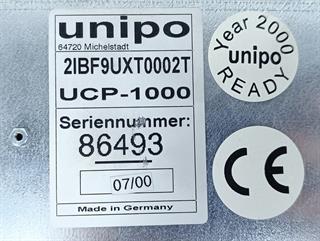 unipo
64720 Michelstadt
2IBF9UXT0002T
UCP-1000
Seriennummer:
86493
07/00
Made in Germany
Year 2000
unipo
READY
CE